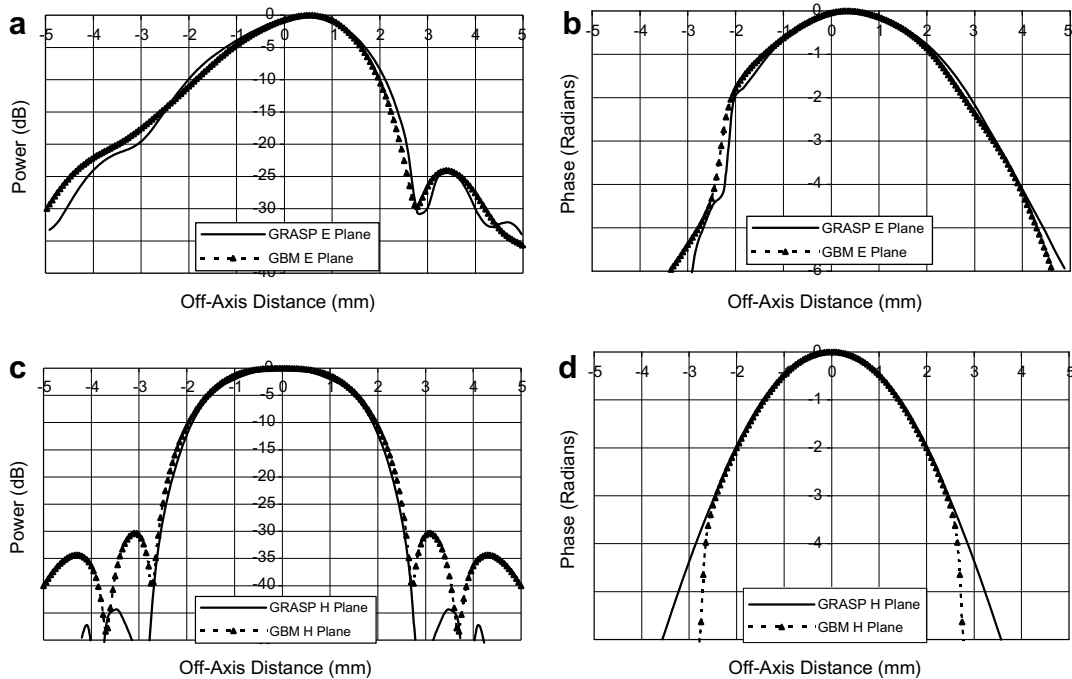 a
-5 -4 -3 -2 -1 0 1 2 3 4 5
0
-5
-10
-15
-20
-25
-30
-40
Power (dB)
GRASP E Plane
GBM E Plane
Off-Axis Distance (mm)
b
-5 -4 -3 -2 -1 0 1 2 3 4 5
0
-1
-2
-3
-4
-6
Phase (Radians)
GRASP E Plane
GBM E Plane
Off-Axis Distance (mm)
c
-5 -4 -3 -2 -1 0 1 2 3 4 5
0
-5
-10
-15
-20
-25
-30
-35
-40
Power (dB)
GRASP H Plane
GBM H Plane
Off-Axis Distance (mm)
d
-5 -4 -3 -2 -1 0 1 2 3 4 5
0
-1
-2
-3
-4
Phase (Radians)
GRASP H Plane
GBM H Plane
Off-Axis Distance (mm)